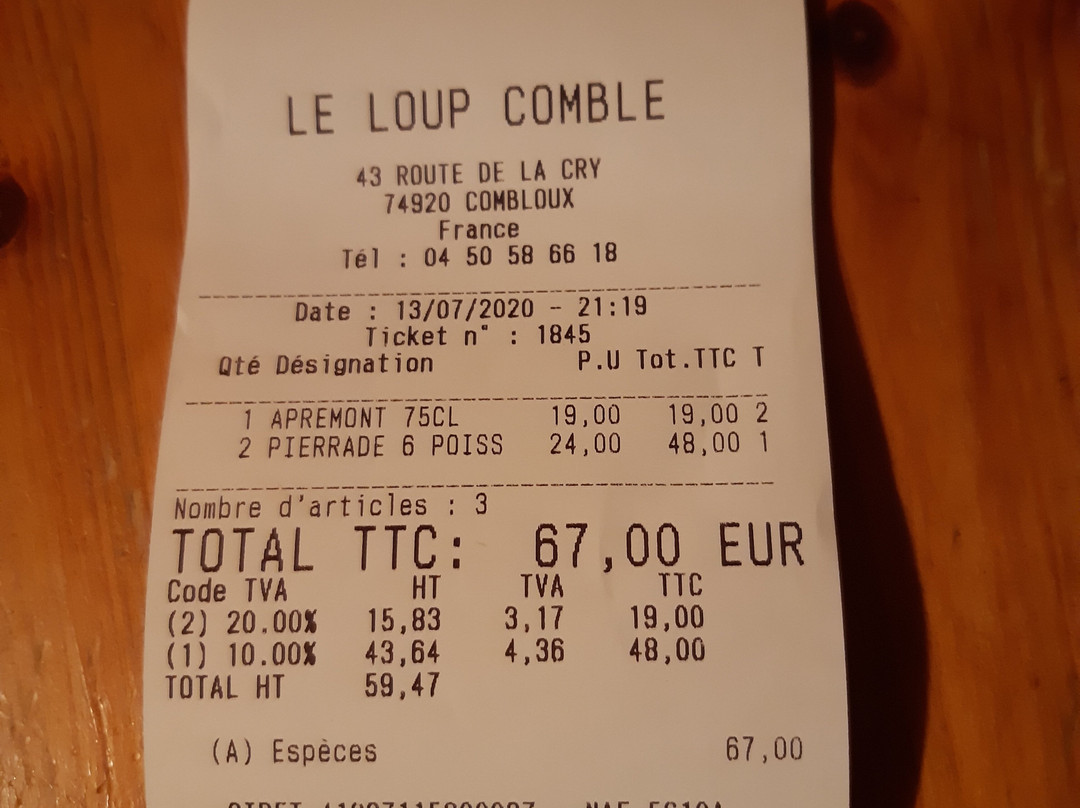 LE LOUP COMBLE
43 ROUTE DE LA CRY
74920 COMBLOUX
France
Tél : 04 50 58 66 18
Date : 13/07/2020 - 21:19
Ticket n° : 1845
Qté Désignation P.U Tot.TTC T
1 APREMONT 75CL 19,00 19,00 2
2 PIERRADE 6 POISS 24,00 48,00 1
Nombre d'articles : 3
TOTAL TTC: 67,00 EUR
Code TVA HT TVA TTC
(2) 20.00% 15,83 3,17 19,00
(1) 10.00% 43,64 4,36 48,00
TOTAL HT 59,47
(A) Espèces 67,00